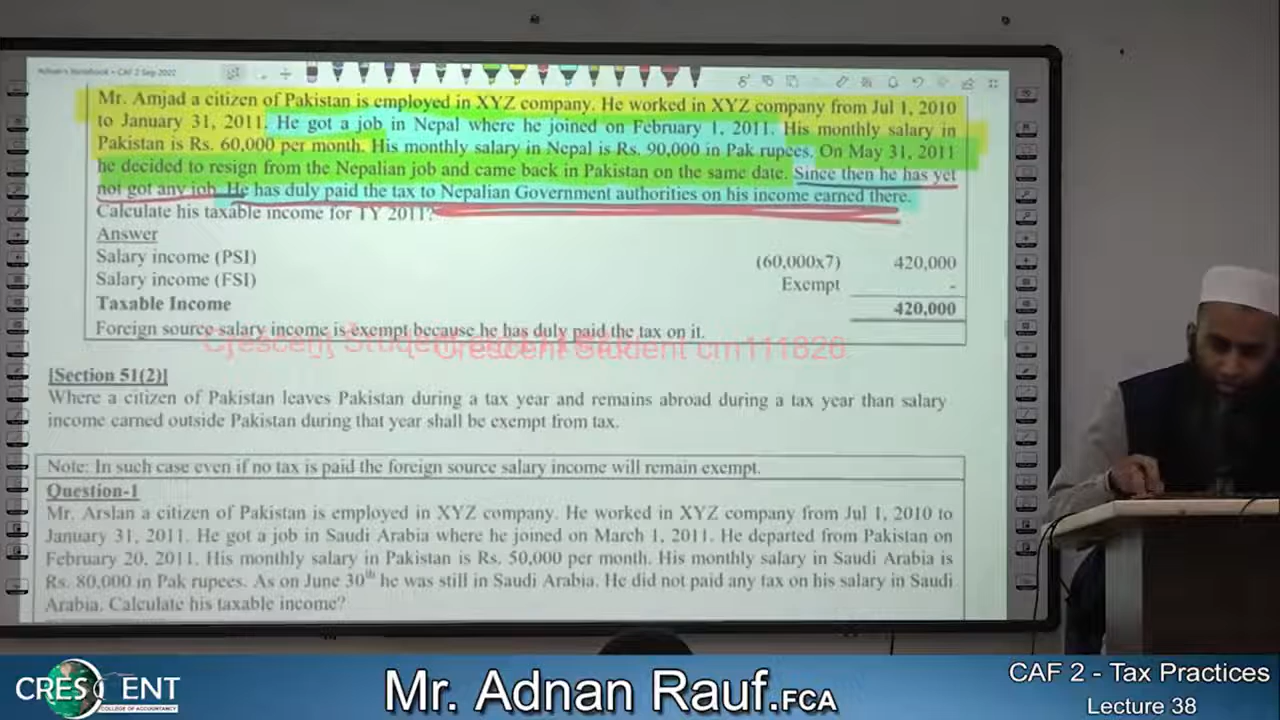 Adnan's Notebook • CAF 2 Sep 2022
Mr. Amjad a citizen of Pakistan is employed in XYZ company. He worked in XYZ company from Jul 1, 2010
to January 31, 2011. He got a job in Nepal where he joined on February 1, 2011. His monthly salary in
Pakistan is Rs. 60,000 per month. His monthly salary in Nepal is Rs. 90,000 in Pak rupees. On May 31, 2011
he decided to resign from the Nepalian job and came back in Pakistan on the same date. Since then he has yet
not got any job. He has duly paid the tax to Nepalian Government authorities on his income earned there.
Calculate his taxable income for TY 2011?
Answer
Salary income (PSI) (60,000x7) 420,000
Salary income (FSI) Exempt -
Taxable Income 420,000
Foreign source salary income is exempt because he has duly paid the tax on it.
Crescent Student Crescent Student crn111826
[Section 51(2)]
Where a citizen of Pakistan leaves Pakistan during a tax year and remains abroad during a tax year than salary
income earned outside Pakistan during that year shall be exempt from tax.
Note: In such case even if no tax is paid the foreign source salary income will remain exempt.
Question-1
Mr. Arslan a citizen of Pakistan is employed in XYZ company. He worked in XYZ company from Jul 1, 2010 to
January 31, 2011. He got a job in Saudi Arabia where he joined on March 1, 2011. He departed from Pakistan on
February 20, 2011. His monthly salary in Pakistan is Rs. 50,000 per month. His monthly salary in Saudi Arabia is
Rs. 80,000 in Pak rupees. As on June 30th he was still in Saudi Arabia. He did not paid any tax on his salary in Saudi
Arabia. Calculate his taxable income?
CRESCENT
COLLEGE OF ACCOUNTANCY
Mr. Adnan Rauf.FCA
CAF 2 - Tax Practices
Lecture 38